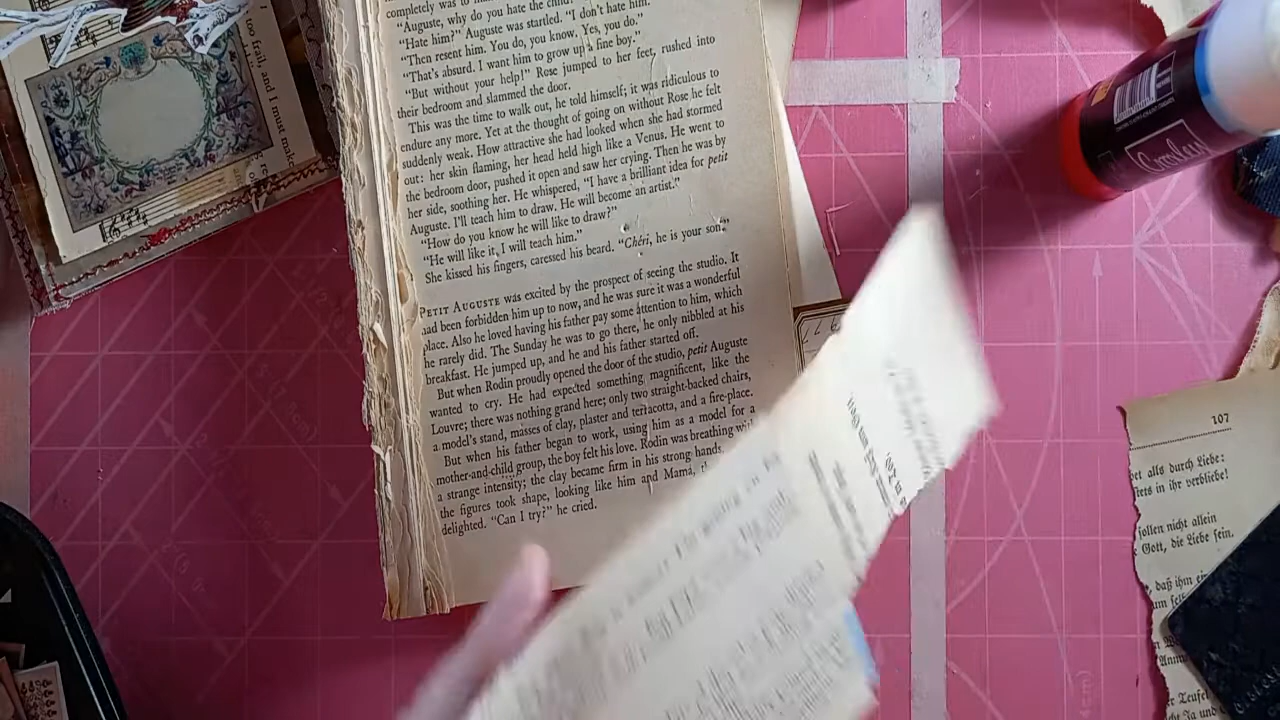 completely was to
"Auguste, why do you hate the child
"Hate him?" Auguste was startled. "I don't hate him.
"Then resent him. You do, you know. Yes, you do."
"That's absurd. I want him to grow up a fine boy."
"But without your help!" Rose jumped to her feet, rushed into
their bedroom and slammed the door.
This was the time to walk out, he told himself; it was ridiculous to
endure any more. Yet at the thought of going on without Rose he felt
suddenly weak. How attractive she had looked when she had stormed
out: her skin flaming, her head held high like a Venus. He went to
the bedroom door, pushed it open and saw her crying. Then he was by
her side, soothing her. He whispered, "I have a brilliant idea for petit
Auguste. I'll teach him to draw. He will become an artist."
"How do you know he will like to draw?"
"He will like it, I will teach him."
She kissed his fingers, caressed his beard. "Chéri, he is your son."
PETIT AUGUSTE was excited by the prospect of seeing the studio. It
had been forbidden him up to now, and he was sure it was a wonderful
place. Also he loved having his father pay some attention to him, which
he rarely did. The Sunday he was to go there, he only nibbled at his
breakfast. He jumped up, and he and his father started off.
But when Rodin proudly opened the door of the studio, petit Auguste
wanted to cry. He had expected something magnificent, like the
Louvre; there was nothing grand here; only two straight-backed chairs,
a model's stand, masses of clay, plaster and terracotta, and a fire-place.
But when his father began to work, using him as a model for a
mother-and-child group, the boy felt his love. Rodin was breathing
a strange intensity; the clay became firm in his strong hands,
the figures took shape, looking like him and Mama,
delighted. "Can I try?" he cried.
too frail, and I must make
107
et alls durch Liebe:
in ihr verbliebe!
sollen nicht allein
Gott, die Liebe sein.
daß ihm
Teufel